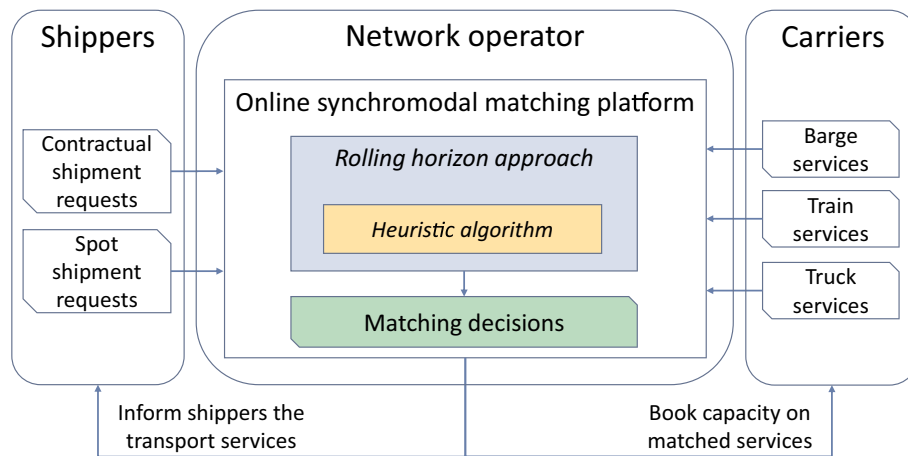 Shippers
Contractual
shipment
requests
Spot
shipment
requests
Network operator
Online synchromodal matching platform
Rolling horizon approach
Heuristic algorithm
Matching decisions
Carriers
Barge
services
Train
services
Truck
services
Inform shippers the
transport services
Book capacity on
matched services